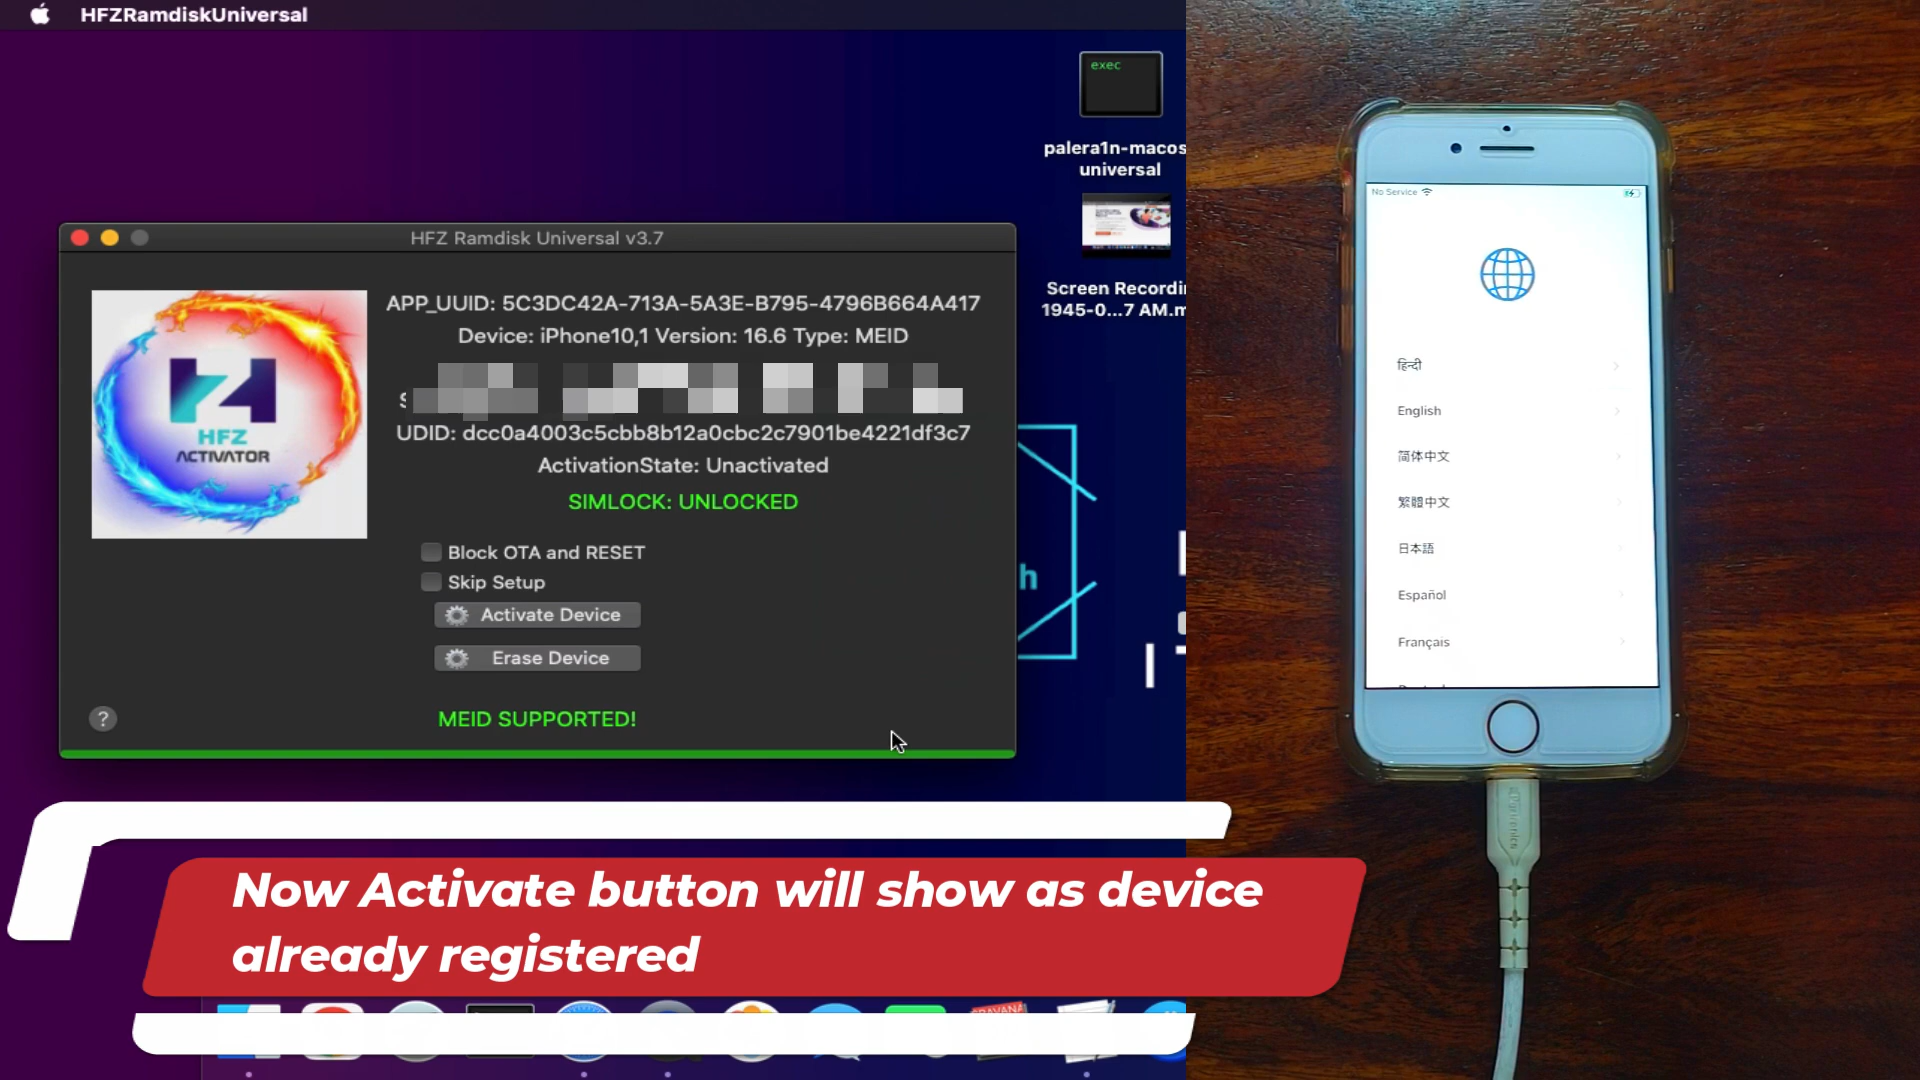 HFZRamdiskUniversal
exec
palera1n-macos
universal
Screen Recordi
1945-0...7 AM.m
HFZ Ramdisk Universal v3.7
HFZ
ACTIVATOR
APP_UUID: 5C3DC42A-713A-5A3E-B795-4796B664A417
Device: iPhone10,1 Version: 16.6 Type: MEID
UDID: dcc0a4003c5cbb8b12a0cbc2c7901be4221df3c7
ActivationState: Unactivated
SIMLOCK: UNLOCKED
Block OTA and RESET
Skip Setup
Activate Device
Erase Device
?
MEID SUPPORTED!
h
No Service
हिन्दी
English
简体中文
繁體中文
日本語
Español
Français
Now Activate button will show as device
already registered